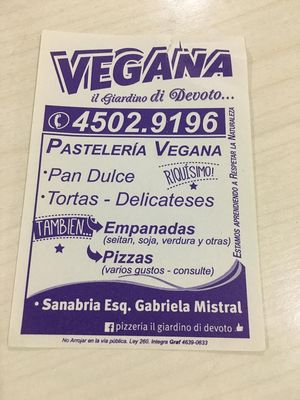 VEGANA
il Giardino di Devoto...
4502.9196
PASTELERÍA VEGANA
• Pan Dulce
RIQUÍSIMO!
• Tortas - Delicateses
TAMBIEN...
Empanadas
(seitan, soja, verdura y otras)
Pizzas
(varios gustos - consulte)
ESTAMOS APRENDIENDO A RESPETAR LA NATURALEZA
• Sanabria Esq. Gabriela Mistral
pizzeria il giardino di devoto
No Arrojar en la vía pública. Ley 260. Integra Graf 4639-0633